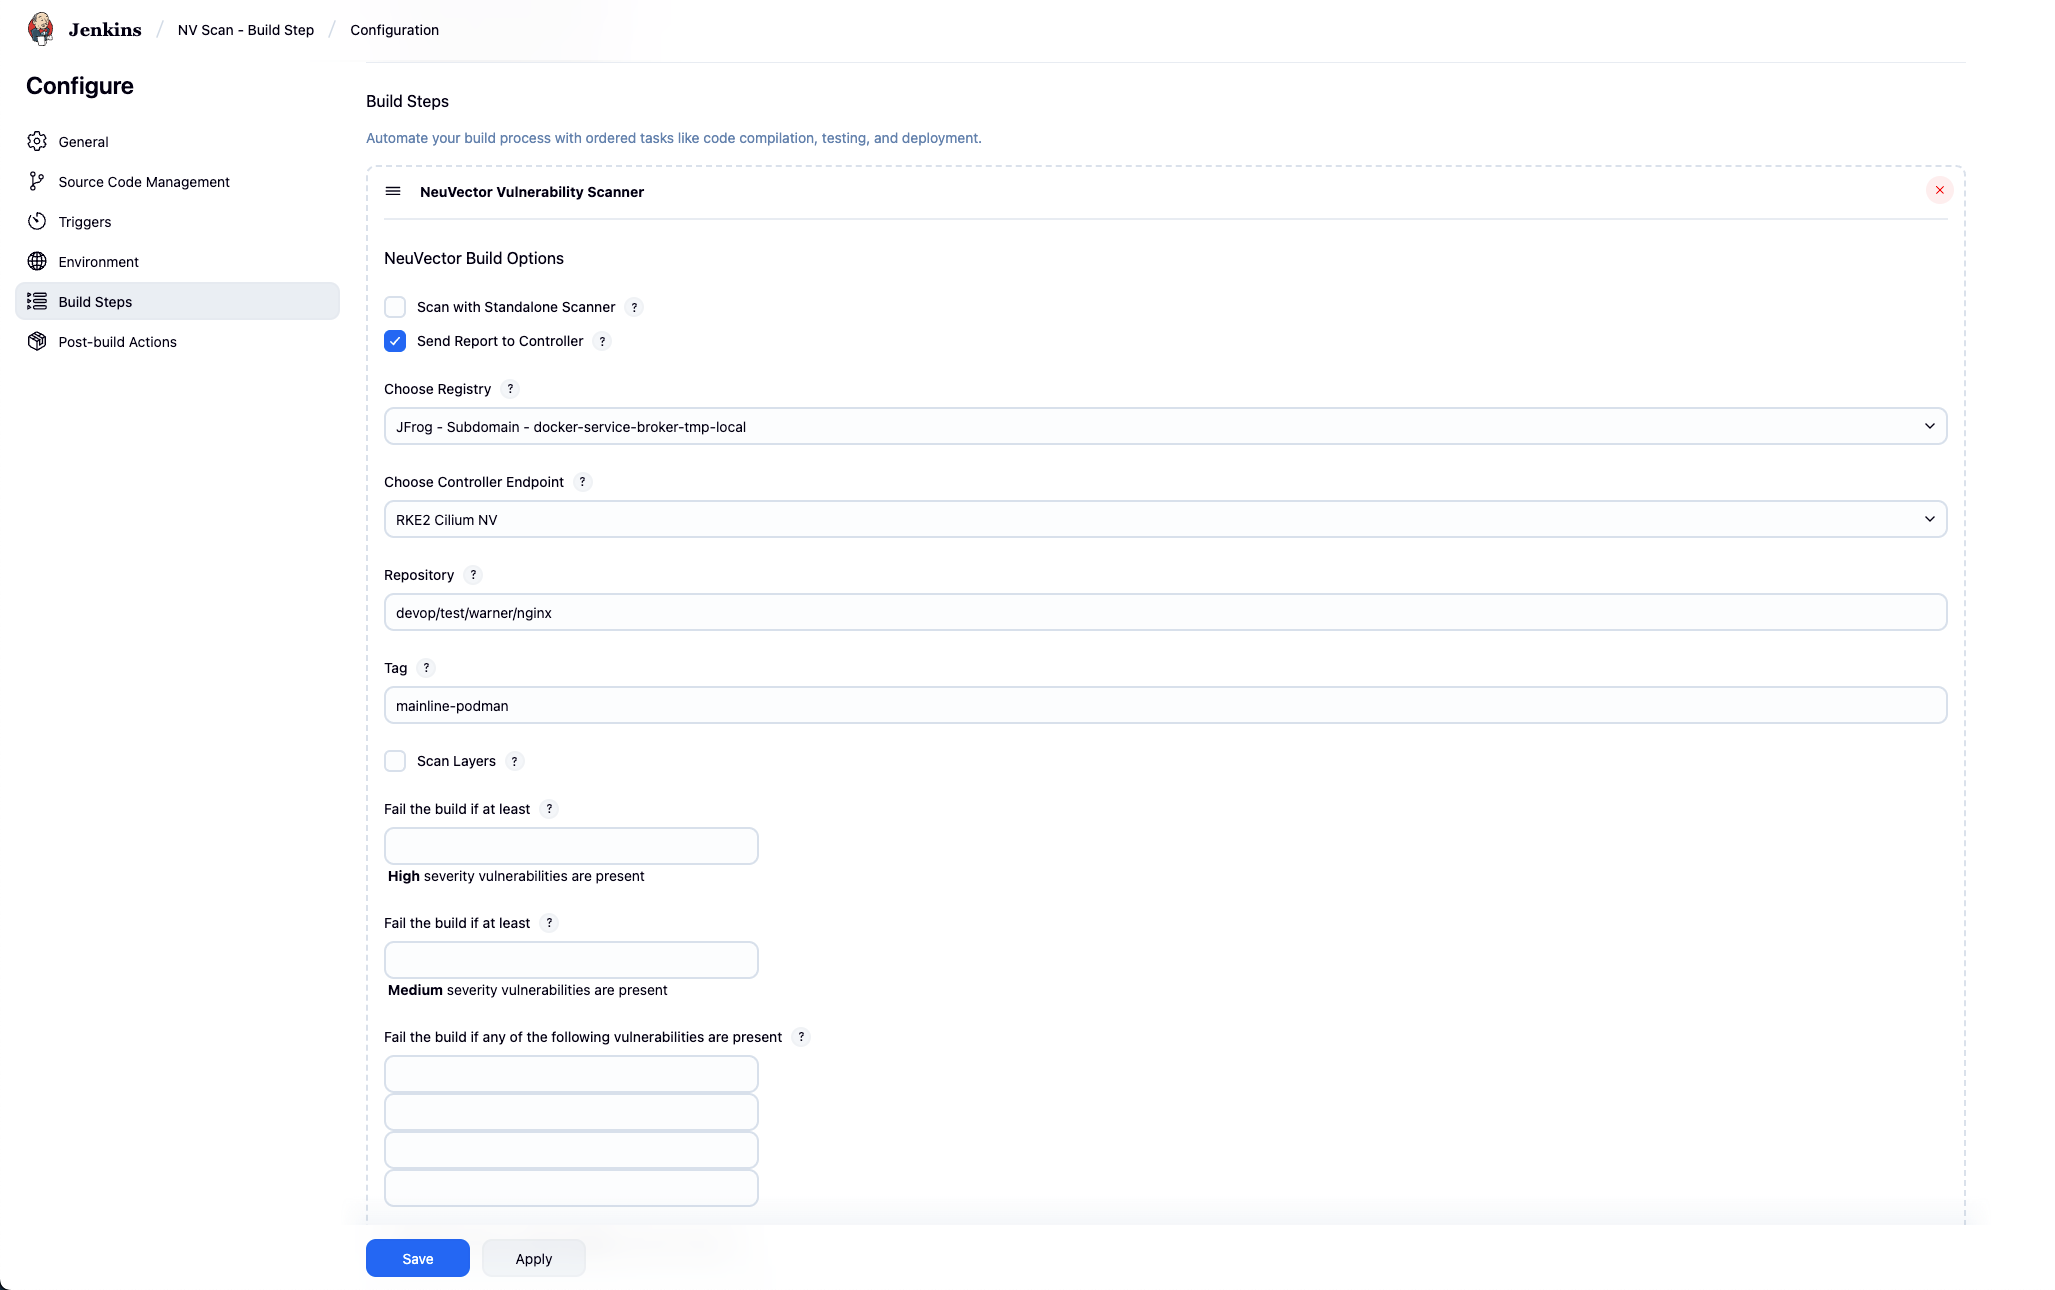 Jenkins / NV Scan - Build Step / Configuration
Configure
General
Source Code Management
Triggers
Environment
Build Steps
Post-build Actions
Build Steps
Automate your build process with ordered tasks like code compilation, testing, and deployment.
NeuVector Vulnerability Scanner
NeuVector Build Options
Scan with Standalone Scanner ?
Send Report to Controller ?
Choose Registry ?
JFrog - Subdomain - docker-service-broker-tmp-local
Choose Controller Endpoint ?
RKE2 Cilium NV
Repository ?
devop/test/warner/nginx
Tag ?
mainline-podman
Scan Layers ?
Fail the build if at least ?
High severity vulnerabilities are present
Fail the build if at least ?
Medium severity vulnerabilities are present
Fail the build if any of the following vulnerabilities are present ?
Save
Apply